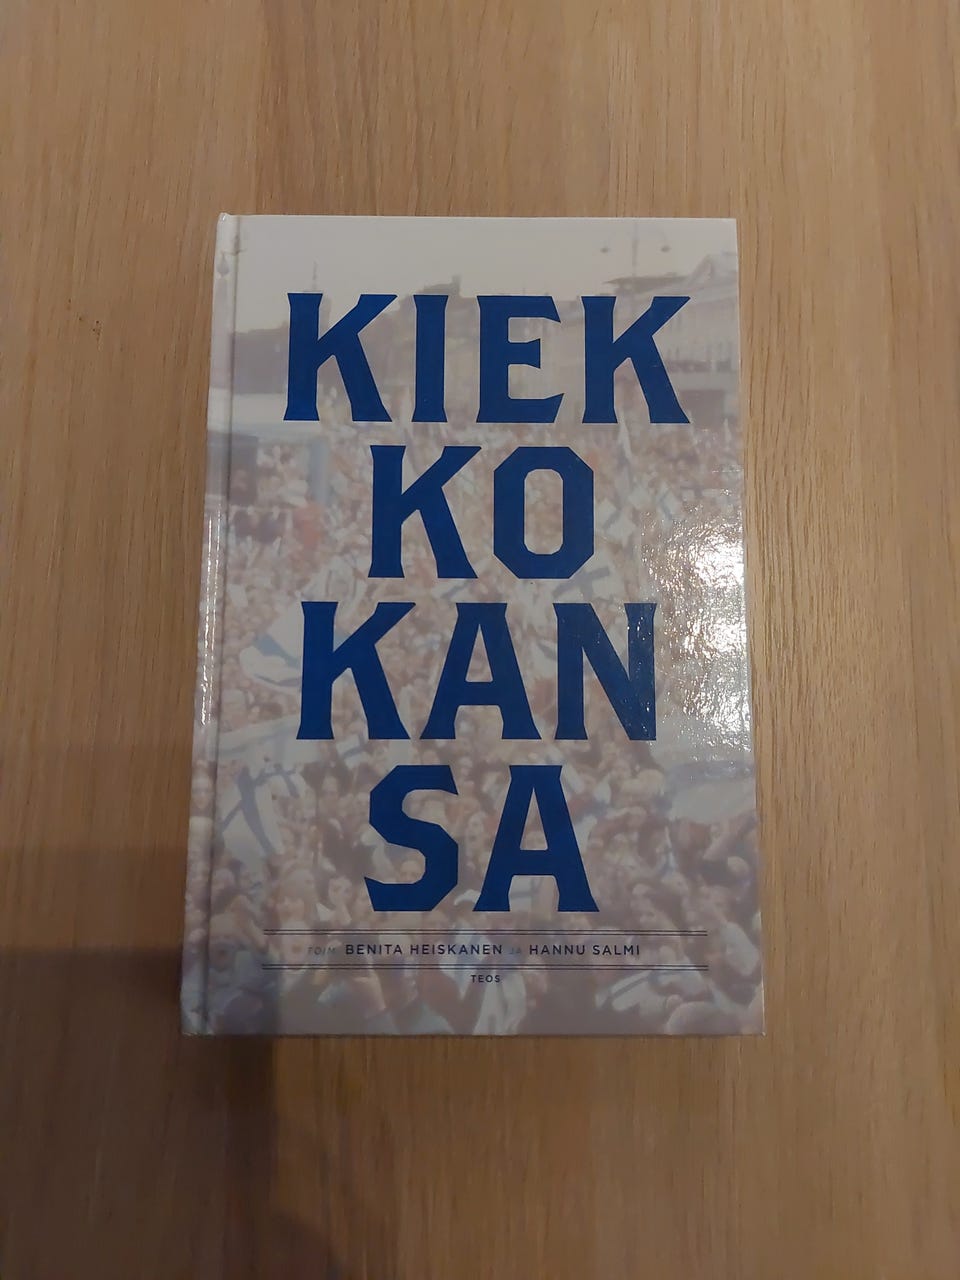 KIEK
KO
KAN
SA
TOIM. BENITA HEISKANEN JA HANNU SALMI
TEOS